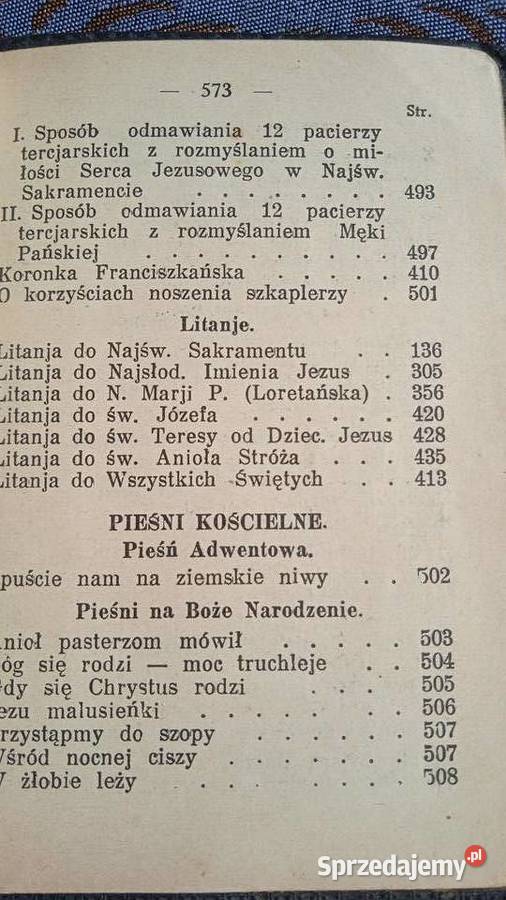 — 573 —
Str.
I. Sposób odmawiania 12 pacierzy
tercjarskich z rozmyślaniem o mi-
łości Serca Jezusowego w Najśw.
Sakramencie . . . . . . . 493
II. Sposób odmawiania 12 pacierzy
tercjarskich z rozmyślaniem Męki
Pańskiej . . . . . . . . . . 497
Koronka Franciszkańska . . . . . 410
O korzyściach noszenia szkaplerzy . 501
Litanje.
Litanja do Najśw. Sakramentu . . 136
Litanja do Najsłod. Imienia Jezus . 305
Litanja do N. Marji P. (Loretańska) . 356
Litanja do św. Józefa . . . . . . 420
Litanja do św. Teresy od Dziec. Jezus 428
Litanja do św. Anioła Stróża . . . 435
Litanja do Wszystkich Świętych . . 413
PIEŚNI KOŚCIELNE.
Pieśń Adwentowa.
puście nam na ziemskie niwy . . 502
Pieśni na Boże Narodzenie.
nioł pasterzom mówił . . . . . 503
óg się rodzi — moc truchleje . . 504
dy się Chrystus rodzi . . . 505
ezu malusieńki . . . . . . 506
rzystąpmy do szopy . . . . . 507
Wśród nocnej ciszy . . . . . . 507
W żłobie leży . . . . . . 508
Sprzedajemy.pl